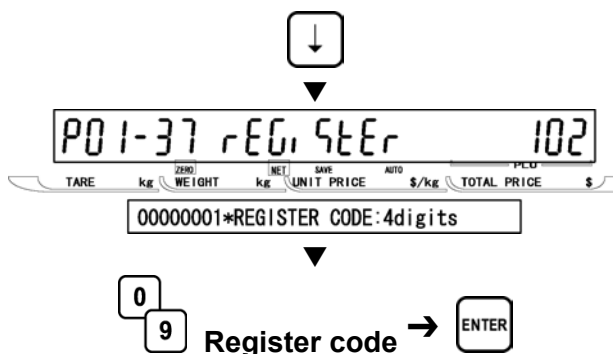 ↓
▼
P01-37 rEGiStEr 102
ZERO NET SAVE AUTO PLU
TARE kg WEIGHT kg UNIT PRICE $/kg TOTAL PRICE $
00000001*REGISTER CODE:4digits
▼
0
9 Register code → ENTER